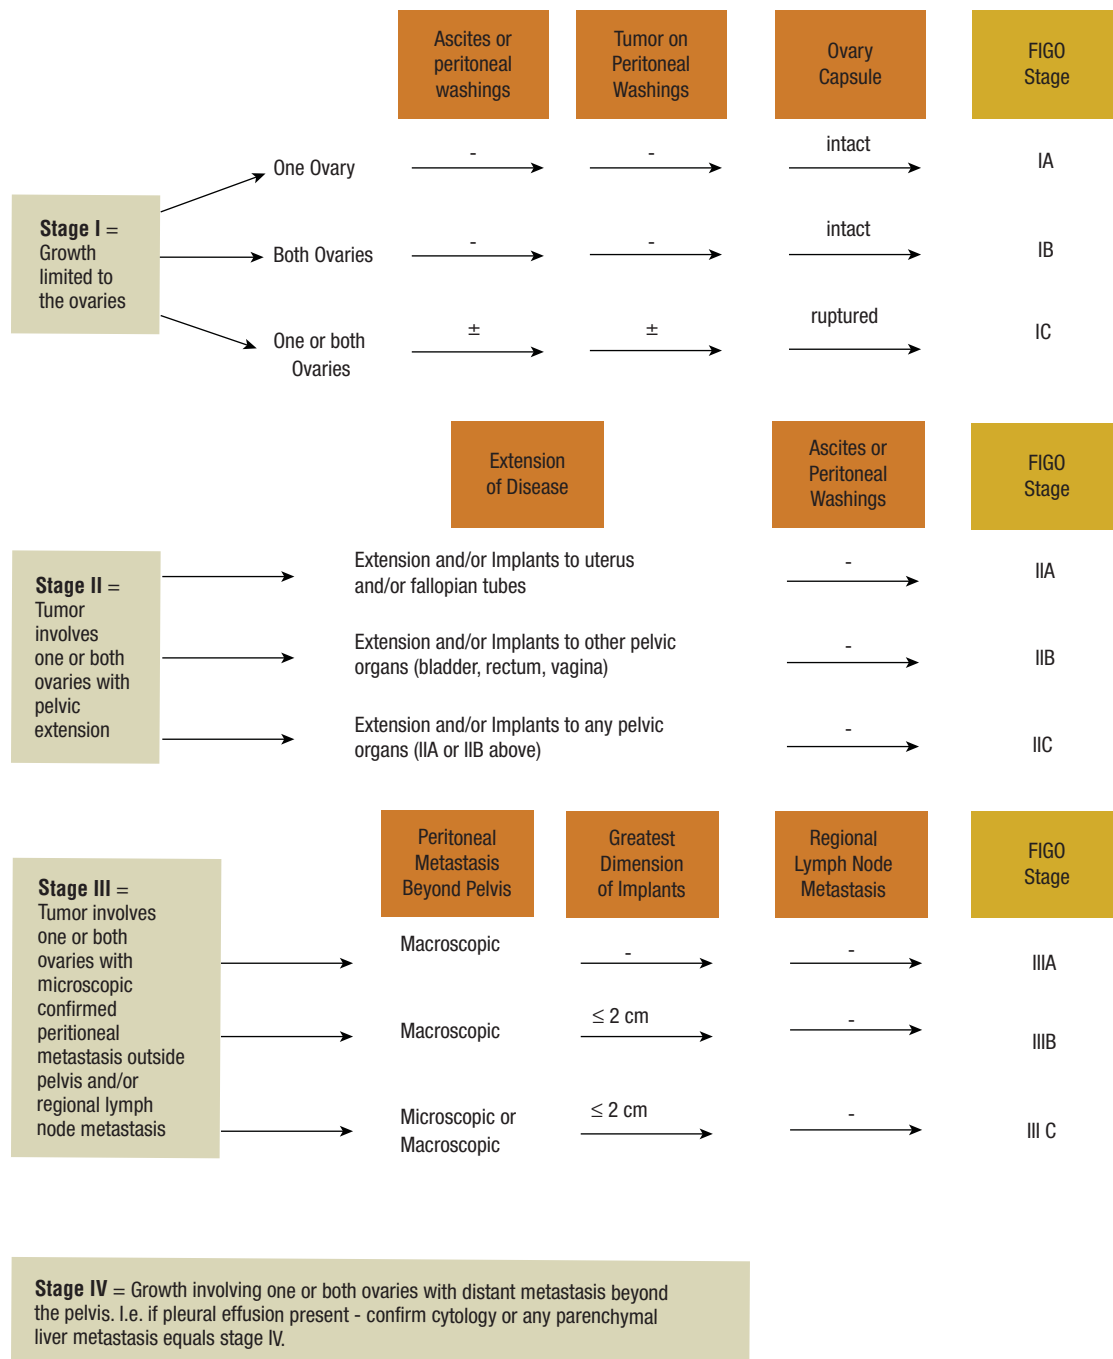 Ascites or
peritoneal
washings
Tumor on
Peritoneal
Washings
Ovary
Capsule
FIGO
Stage
Stage I =
Growth
limited to
the ovaries
One Ovary
-
-
intact
IA
Both Ovaries
-
-
intact
IB
One or both
Ovaries
±
±
ruptured
IC
Extension
of Disease
Ascites or
Peritoneal
Washings
FIGO
Stage
Stage II =
Tumor
involves
one or both
ovaries with
pelvic
extension
Extension and/or Implants to uterus
and/or fallopian tubes
-
IIA
Extension and/or Implants to other pelvic
organs (bladder, rectum, vagina)
-
IIB
Extension and/or Implants to any pelvic
organs (IIA or IIB above)
-
IIC
Peritoneal
Metastasis
Beyond Pelvis
Greatest
Dimension
of Implants
Regional
Lymph Node
Metastasis
FIGO
Stage
Stage III =
Tumor involves
one or both
ovaries with
microscopic
confirmed
peritoneal
metastasis outside
pelvis and/or
regional lymph
node metastasis
Macroscopic
-
-
IIIA
Macroscopic
≤ 2 cm
-
IIIB
Microscopic or
Macroscopic
≤ 2 cm
-
III C
Stage IV = Growth involving one or both ovaries with distant metastasis beyond
the pelvis. I.e. if pleural effusion present - confirm cytology or any parenchymal
liver metastasis equals stage IV.